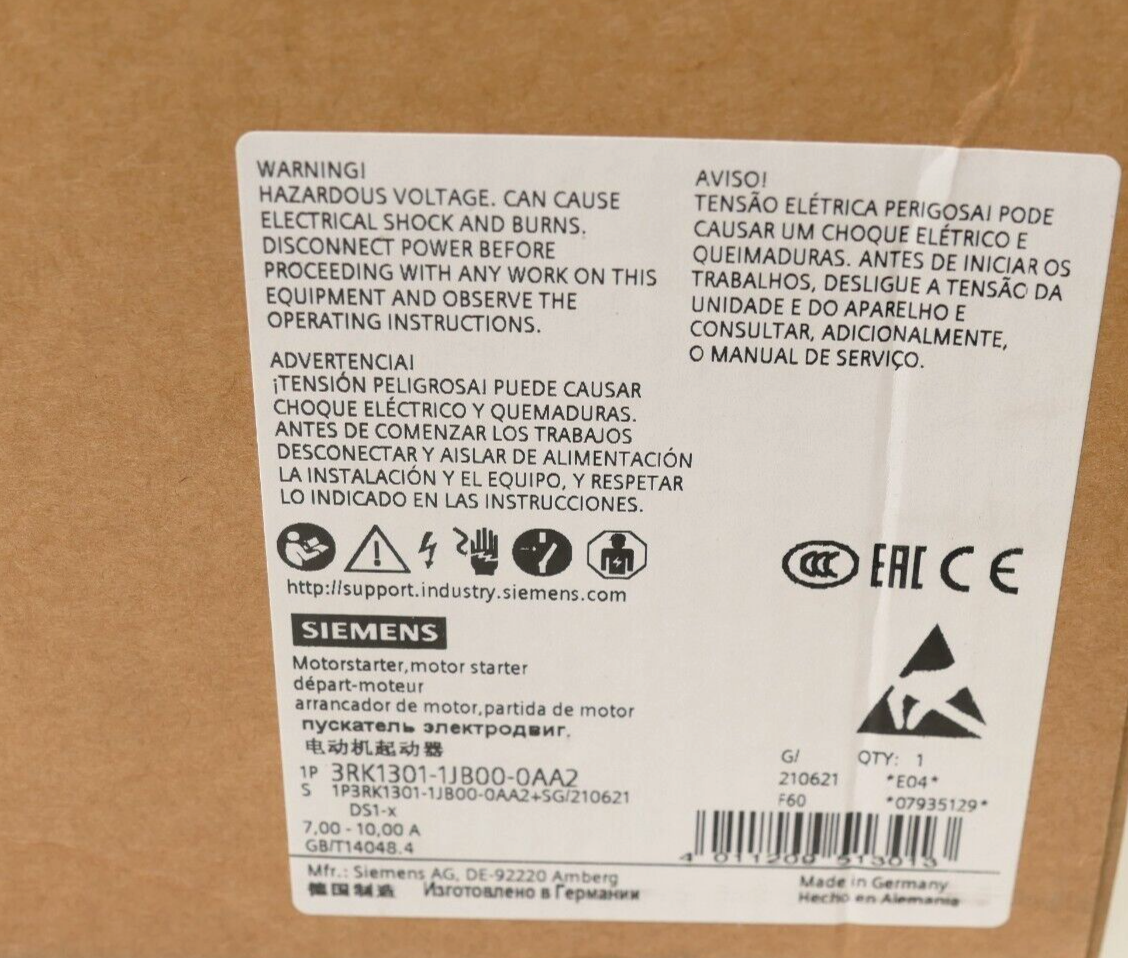 WARNING!
HAZARDOUS VOLTAGE. CAN CAUSE
ELECTRICAL SHOCK AND BURNS.
DISCONNECT POWER BEFORE
PROCEEDING WITH ANY WORK ON THIS
EQUIPMENT AND OBSERVE THE
OPERATING INSTRUCTIONS.
ADVERTENCIA!
¡TENSIÓN PELIGROSA! PUEDE CAUSAR
CHOQUE ELÉCTRICO Y QUEMADURAS.
ANTES DE COMENZAR LOS TRABAJOS
DESCONECTAR Y AISLAR DE ALIMENTACIÓN
LA INSTALACIÓN Y EL EQUIPO, Y RESPETAR
LO INDICADO EN LAS INSTRUCCIONES.
AVISO!
TENSÃO ELÉTRICA PERIGOSA! PODE
CAUSAR UM CHOQUE ELÉTRICO E
QUEIMADURAS. ANTES DE INICIAR OS
TRABALHOS, DESLIGUE A TENSÃO DA
UNIDADE E DO APARELHO E
CONSULTAR, ADICIONALMENTE,
O MANUAL DE SERVIÇO.
CCC EAC CE
http://support.industry.siemens.com
SIEMENS
Motorstarter,motor starter
départ-moteur
arrancador de motor,partida de motor
пускатель электродвиг.
电动机起动器
1P 3RK1301-1JB00-0AA2
S 1P3RK1301-1JB00-0AA2+SG/210621
DS1-x
7,00 - 10,00 A
GB/T14048.4
G/ QTY: 1
210621 *E04*
F60 *07935129*
4 011209 513013
Mfr.: Siemens AG, DE-92220 Amberg
德国制造 Изготовлено в Германии
Made in Germany
Hecho en Alemania